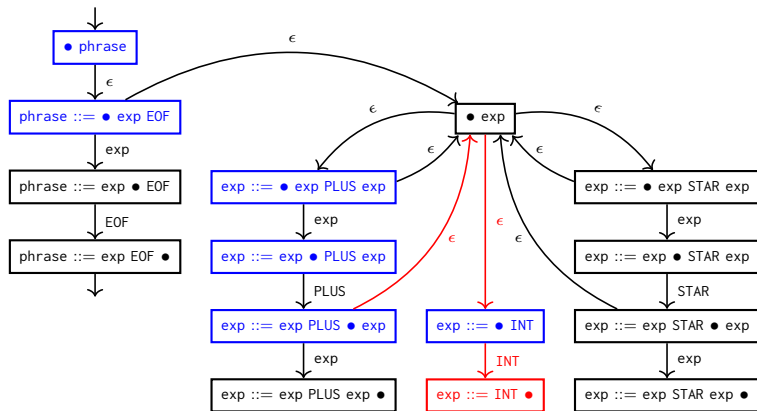 ● phrase
ϵ
ϵ
phrase ::= ● exp EOF
● exp
exp
ϵ
ϵ
ϵ
ϵ
phrase ::= exp ● EOF
exp ::= ● exp PLUS exp
exp ::= ● exp STAR exp
EOF
exp
ϵ
ϵ
ϵ
exp
phrase ::= exp EOF ●
exp ::= exp ● PLUS exp
exp ::= exp ● STAR exp
PLUS
STAR
exp ::= exp PLUS ● exp
exp ::= ● INT
exp ::= exp STAR ● exp
exp
INT
exp
exp ::= exp PLUS exp ●
exp ::= INT ●
exp ::= exp STAR exp ●